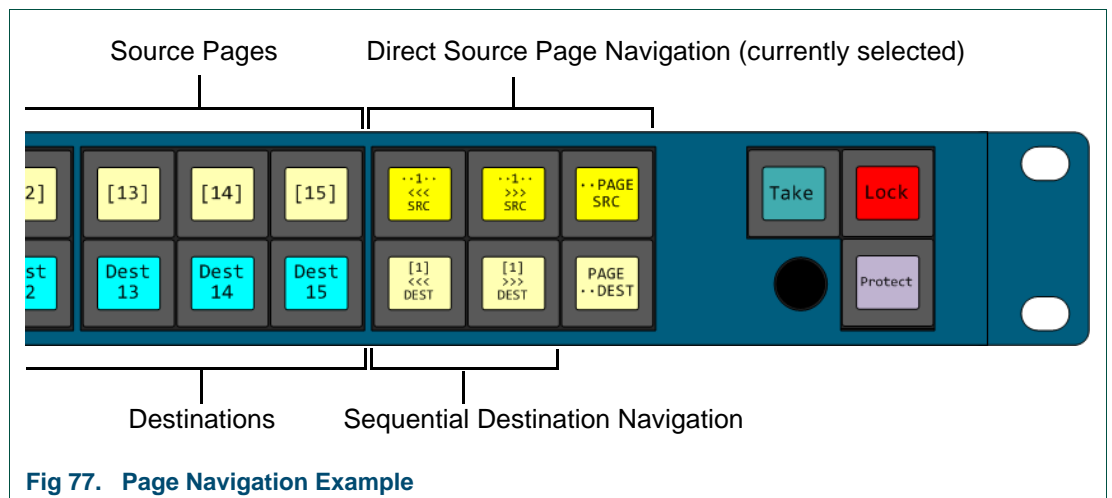 Source Pages
Direct Source Page Navigation (currently selected)
2]
[13]
[14]
[15]
··1··
<<<
SRC
··1··
>>>
SRC
··PAGE
SRC
Take
Lock
st
2
Dest
13
Dest
14
Dest
15
[1]
<<<
DEST
[1]
>>>
DEST
PAGE
··DEST
Protect
Destinations
Sequential Destination Navigation
Fig 77. Page Navigation Example